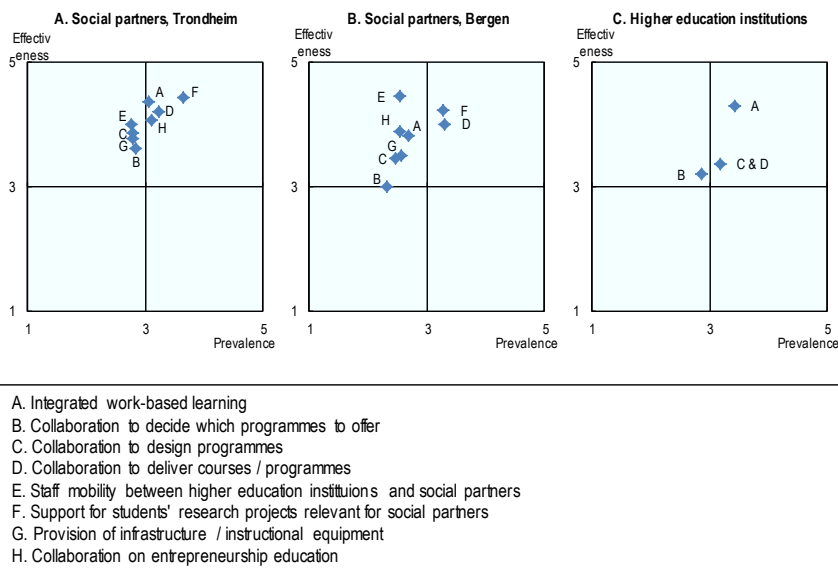 A. Social partners, Trondheim
B. Social partners, Bergen
C. Higher education institutions
Effectiv
eness
5
A
F
D
E
H
C
G
B
3
1
1
3
5
Prevalence
Effectiv
eness
5
E
F
H
A
D
G
C
B
3
1
1
3
5
Prevalence
Effectiv
eness
5
A
C & D
B
3
1
1
3
5
Prevalence
A. Integrated work-based learning
B. Collaboration to decide which programmes to offer
C. Collaboration to design programmes
D. Collaboration to deliver courses / programmes
E. Staff mobility between higher education instittuions and social partners
F. Support for students' research projects relevant for social partners
G. Provision of infrastructure / instructional equipment
H. Collaboration on entrepreneurship education